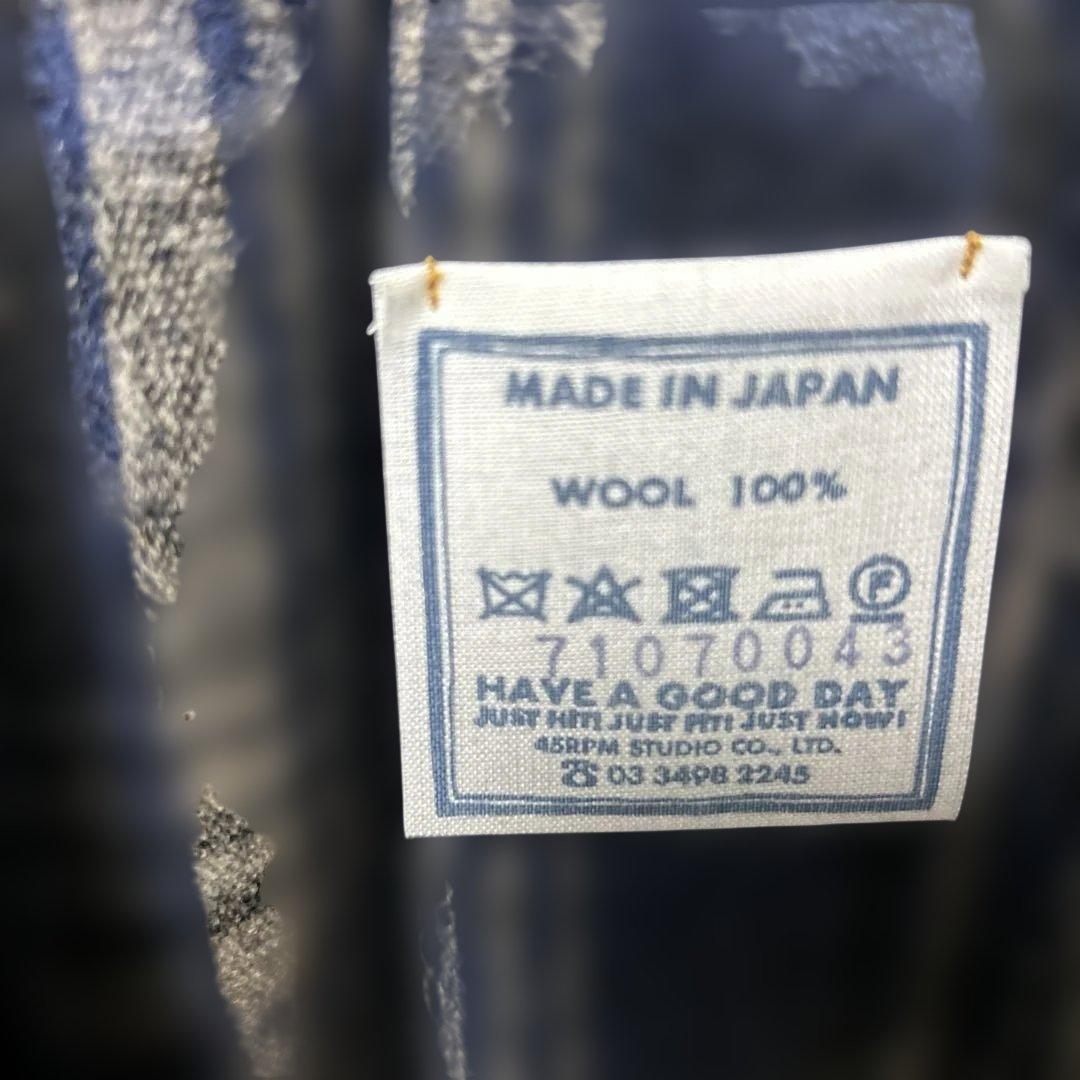 MADE IN JAPAN
WOOL 100%
F
71070043
HAVE A GOOD DAY
JUST HIT! JUST FIT! JUST NOW!
45RPM STUDIO CO., LTD.
☎ 03 3498 2245